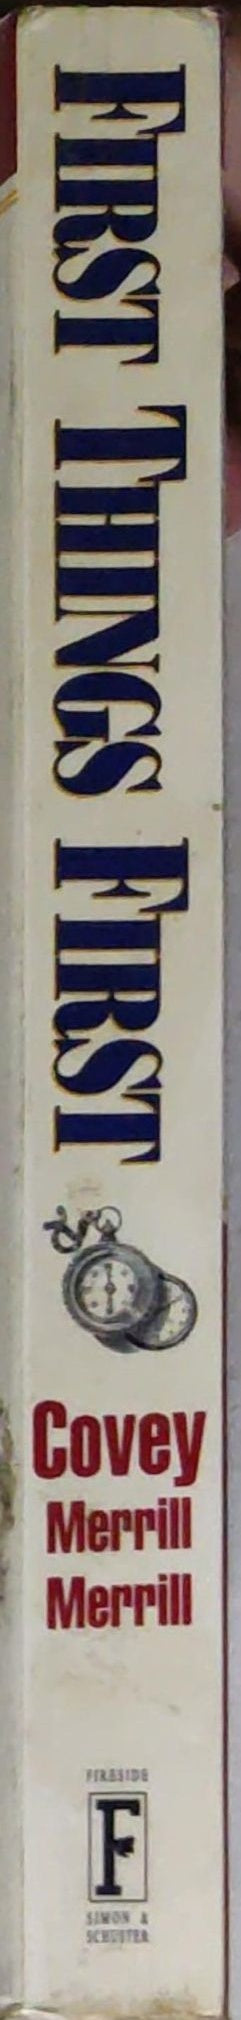 FIRST THINGS FIRST
Covey
Merrill
Merrill
FIRESIDE
F
SIMON &
SCHUSTER